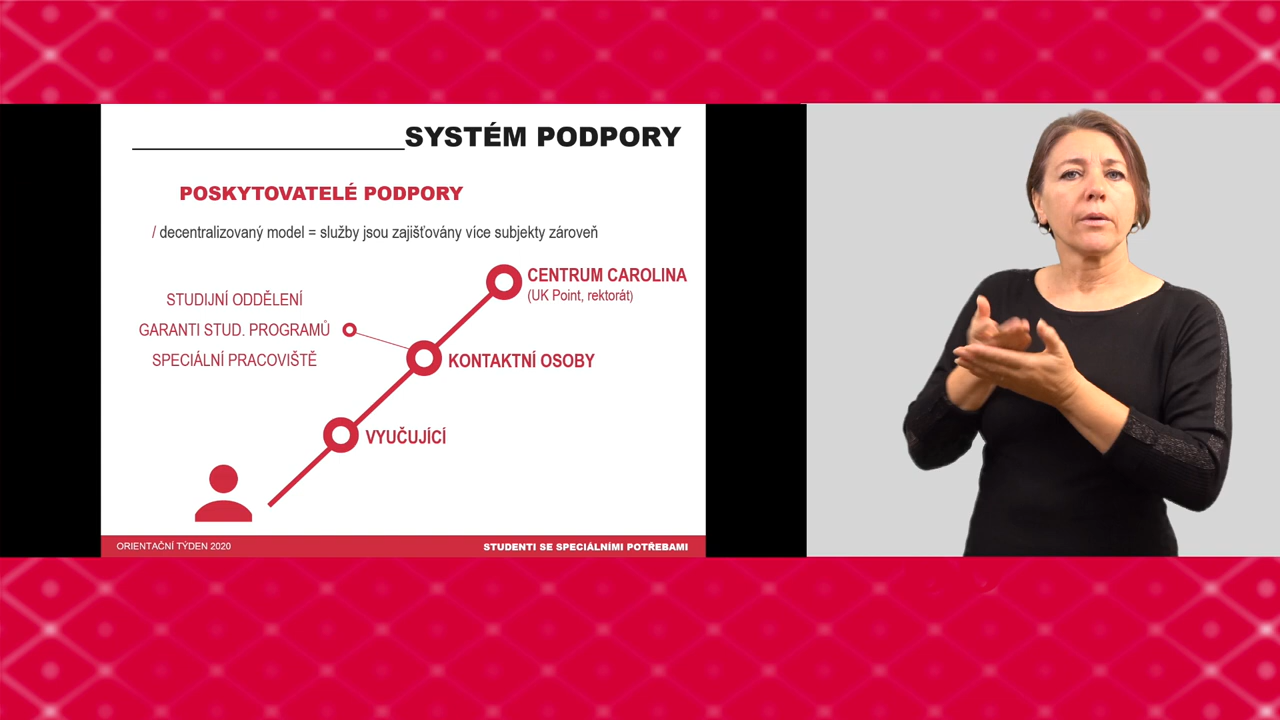 SYSTÉM PODPORY
POSKYTOVATELÉ PODPORY
/ decentralizovaný model = služby jsou zajišťovány více subjekty zároveň
CENTRUM CAROLINA
(UK Point, rektorát)
STUDIJNÍ ODDĚLENÍ
GARANTI STUD. PROGRAMŮ
SPECIÁLNÍ PRACOVIŠTĚ
KONTAKTNÍ OSOBY
VYUČUJÍCÍ
ORIENTAČNÍ TÝDEN 2020
STUDENTI SE SPECIÁLNÍMI POTŘEBAMI